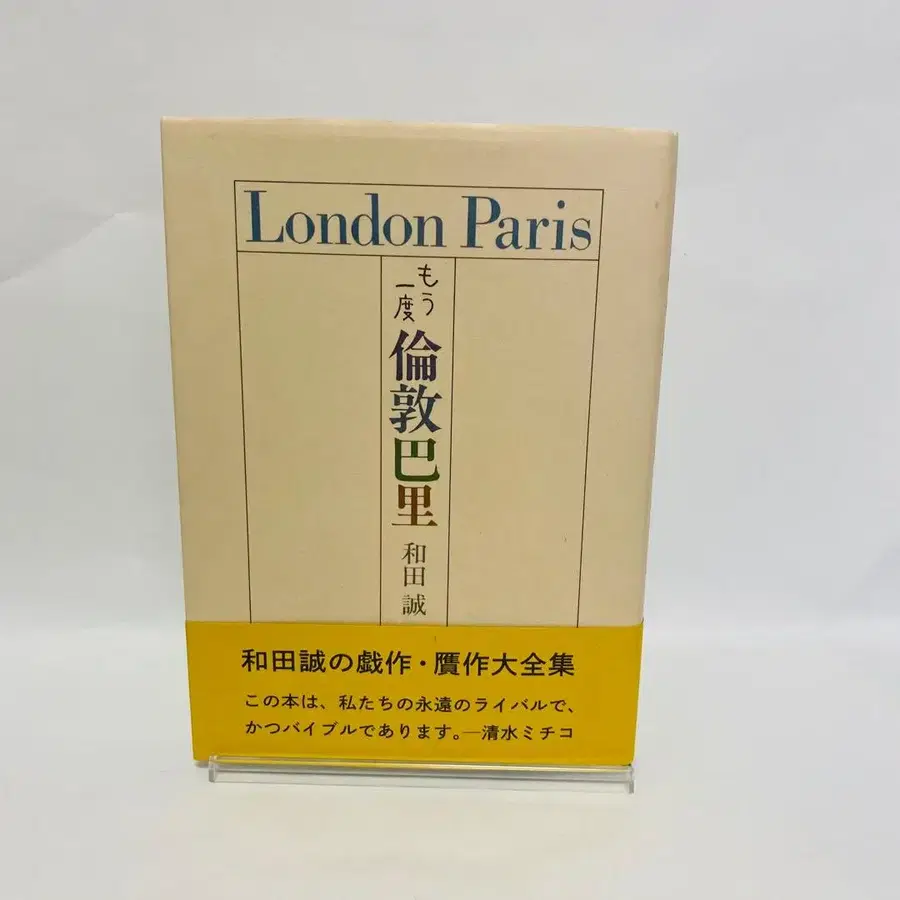 London Paris
もう
一度
倫敦巴里
和田誠
和田誠の戯作・贋作大全集
この本は、私たちの永遠のライバルで、
かつバイブルであります。—清水ミチコ